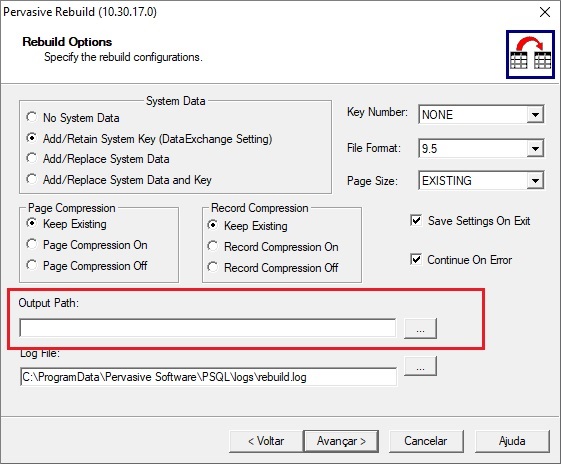 Pervasive Rebuild (10.30.17.0)
Rebuild Options
Specify the rebuild configurations.
System Data
No System Data
Add/Retain System Key (DataExchange Setting)
Add/Replace System Data
Add/Replace System Data and Key
Key Number: NONE
File Format: 9.5
Page Size: EXISTING
Page Compression
Keep Existing
Page Compression On
Page Compression Off
Record Compression
Keep Existing
Record Compression On
Record Compression Off
Save Settings On Exit
Continue On Error
Output Path:
...
Log File:
C:\ProgramData\Pervasive Software\PSQL\logs\rebuild.log
...
< Voltar Avançar > Cancelar Ajuda